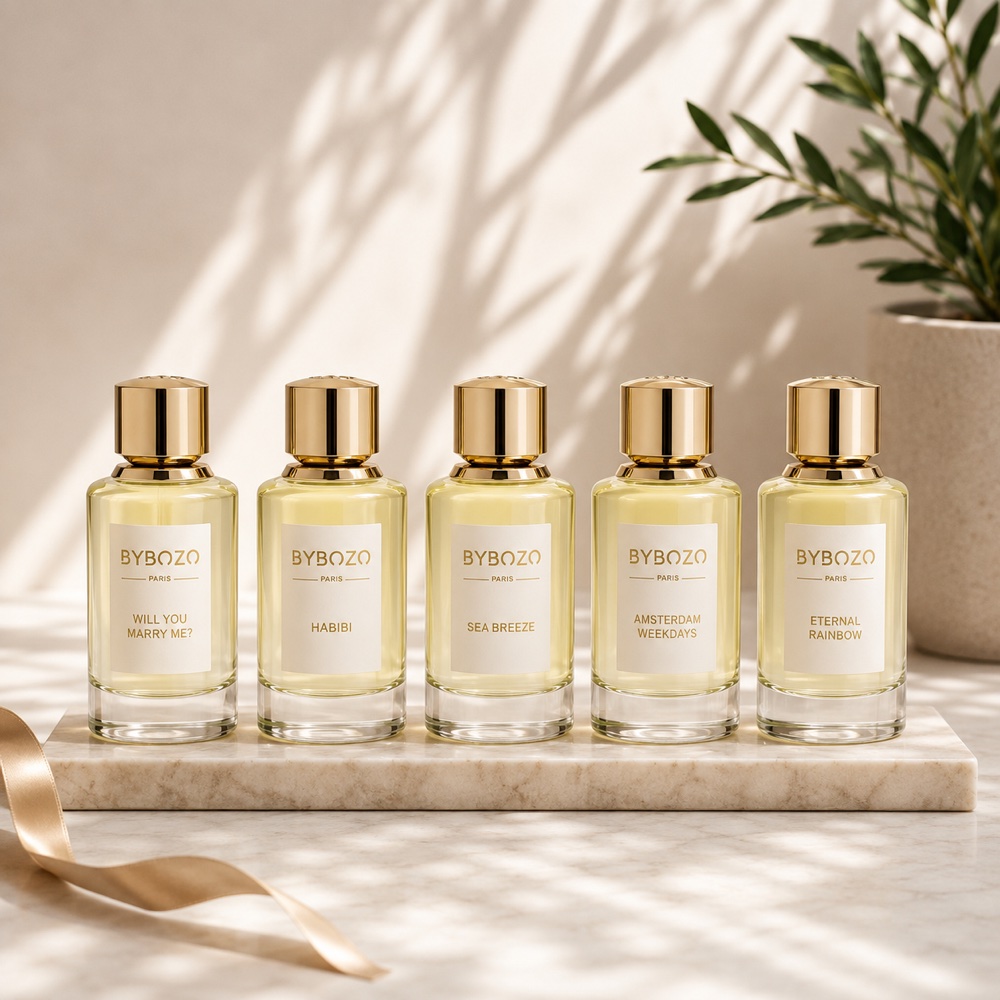 BYBOZO
PARIS
WILL YOU
MARRY ME?
BYBOZO
PARIS
HABIBI
BYBOZO
PARIS
SEA BREEZE
BYBOZO
PARIS
AMSTERDAM
WEEKDAYS
BYBOZO
PARIS
ETERNAL
RAINBOW